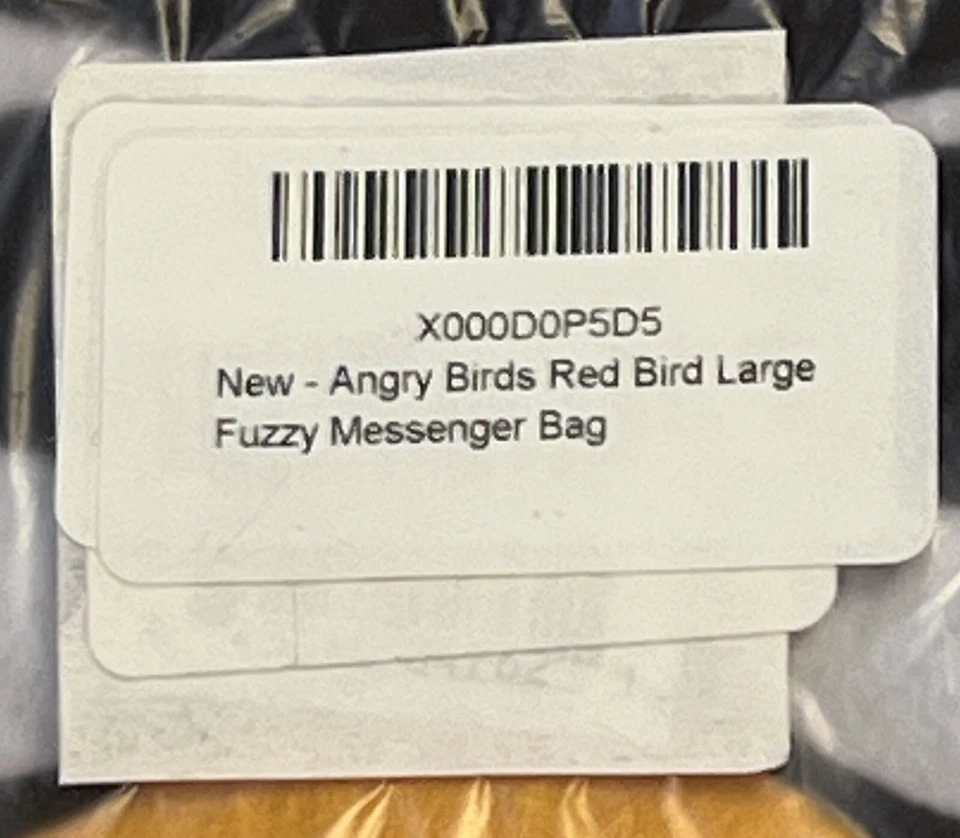 X000D0P5D5
New - Angry Birds Red Bird Large
Fuzzy Messenger Bag